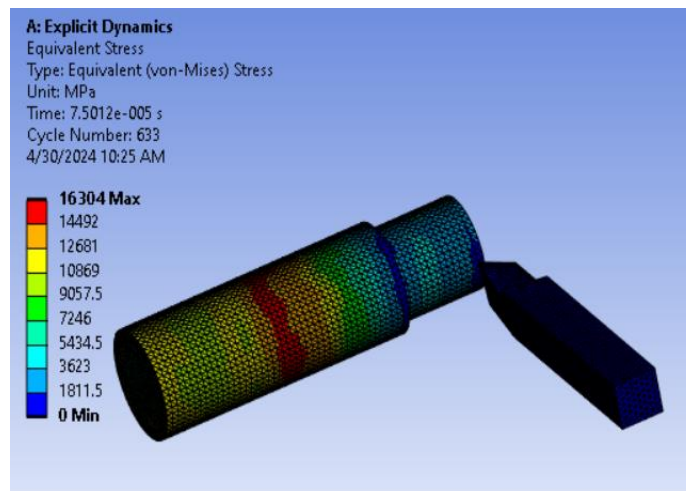 A: Explicit Dynamics
Equivalent Stress
Type: Equivalent (von-Mises) Stress
Unit: MPa
Time: 7.5012e-005 s
Cycle Number: 633
4/30/2024 10:25 AM
16304 Max
14492
12681
10869
9057.5
7246
5434.5
3623
1811.5
0 Min